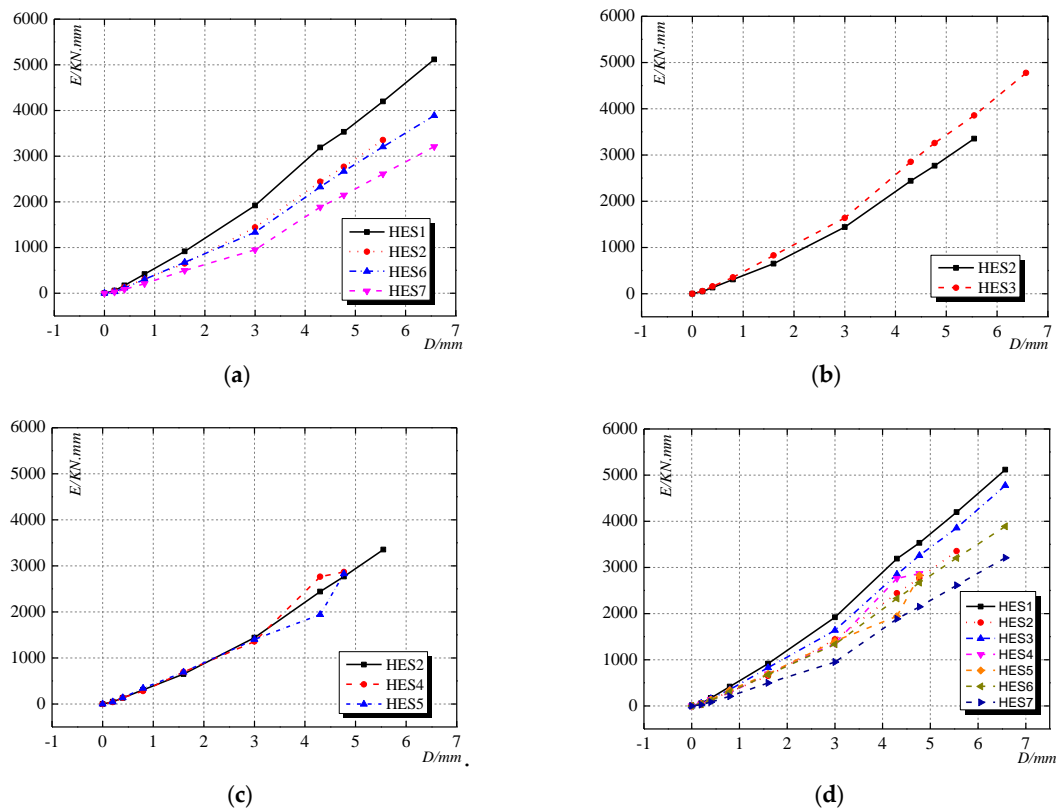 6000
5000
4000
3000
2000
1000
0
E/KN.mm
HES1
HES2
HES6
HES7
-1 0 1 2 3 4 5 6 7
D/mm
(a)
6000
5000
4000
3000
2000
1000
0
E/KN.mm
HES2
HES3
-1 0 1 2 3 4 5 6 7
D/mm
(b)
6000
5000
4000
3000
2000
1000
0
E/KN.mm
HES2
HES4
HES5
-1 0 1 2 3 4 5 6 7
D/mm .
(c)
6000
5000
4000
3000
2000
1000
0
E/KN.mm
HES1
HES2
HES3
HES4
HES5
HES6
HES7
-1 0 1 2 3 4 5 6 7
D/mm
(d)